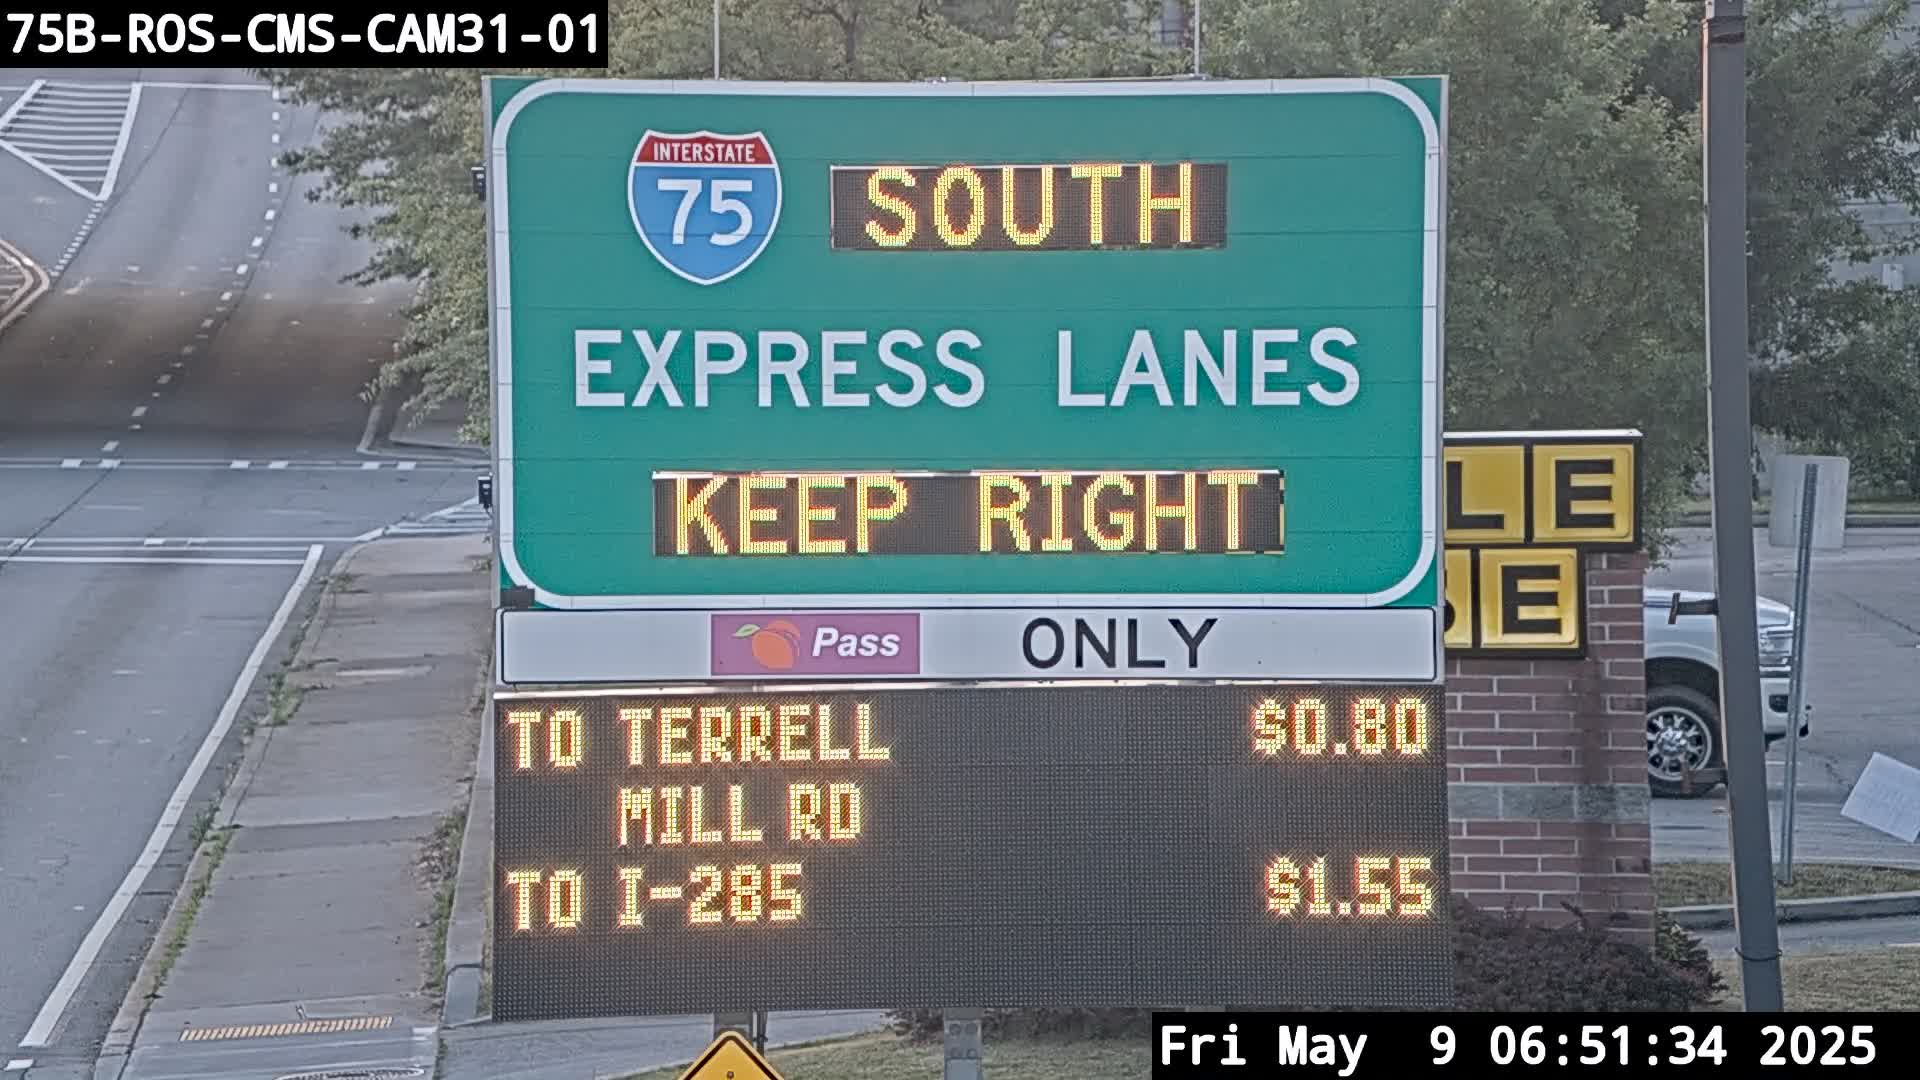 75B-ROS-CMS-CAM31-01
INTERSTATE
75
SOUTH
EXPRESS LANES
KEEP RIGHT
LE
E
Pass ONLY
TO TERRELL $0.80
MILL RD
TO I-285 $1.55
Fri May 9 06:51:34 2025